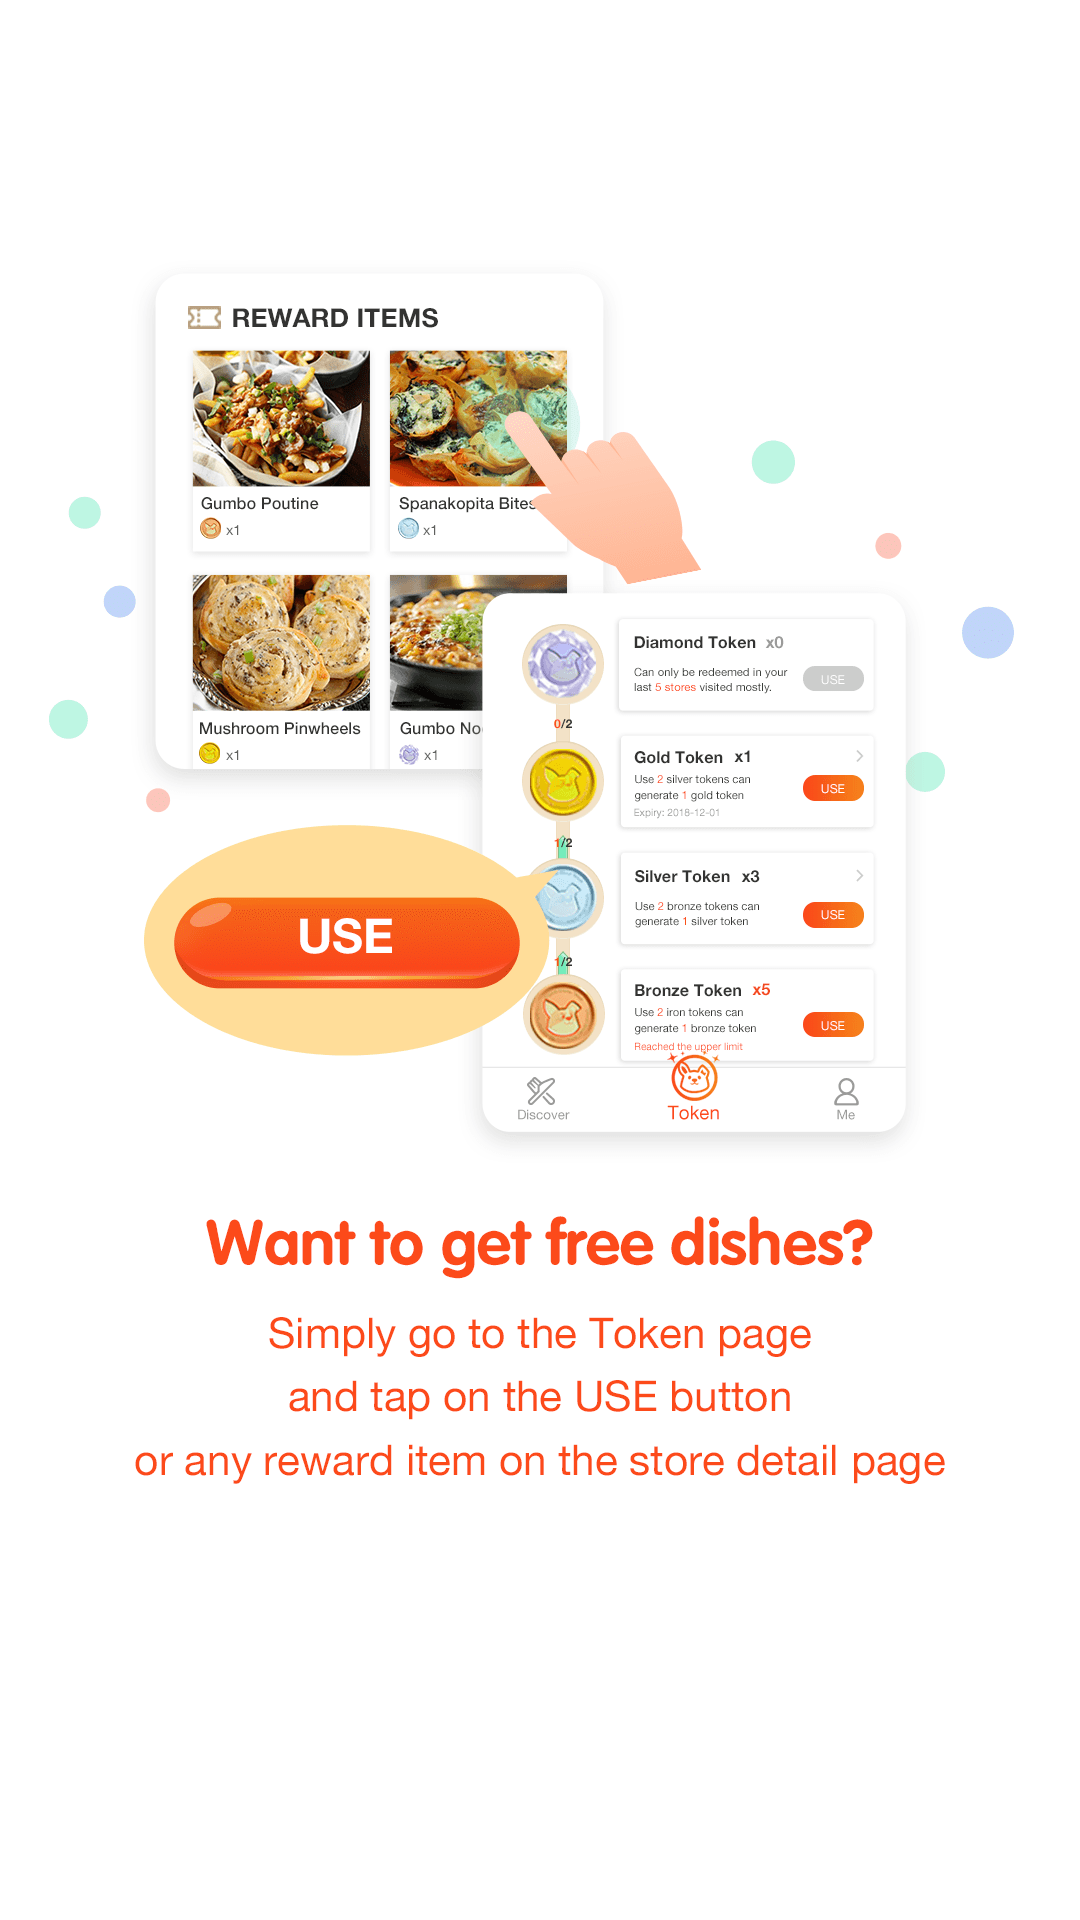 REWARD ITEMS
Gumbo Poutine
x1
Spanakopita Bites
x1
Mushroom Pinwheels
x1
Gumbo No
x1
Diamond Token x0
Can only be redeemed in your
last 5 stores visited mostly.
USE
0/2
Gold Token x1
Use 2 silver tokens can
generate 1 gold token
Expiry: 2018-12-01
USE
1/2
Silver Token x3
Use 2 bronze tokens can
generate 1 silver token
USE
1/2
Bronze Token x5
Use 2 iron tokens can
generate 1 bronze token
Reached the upper limit
USE
USE
Discover
Token
Me
Want to get free dishes?
Simply go to the Token page
and tap on the USE button
or any reward item on the store detail page